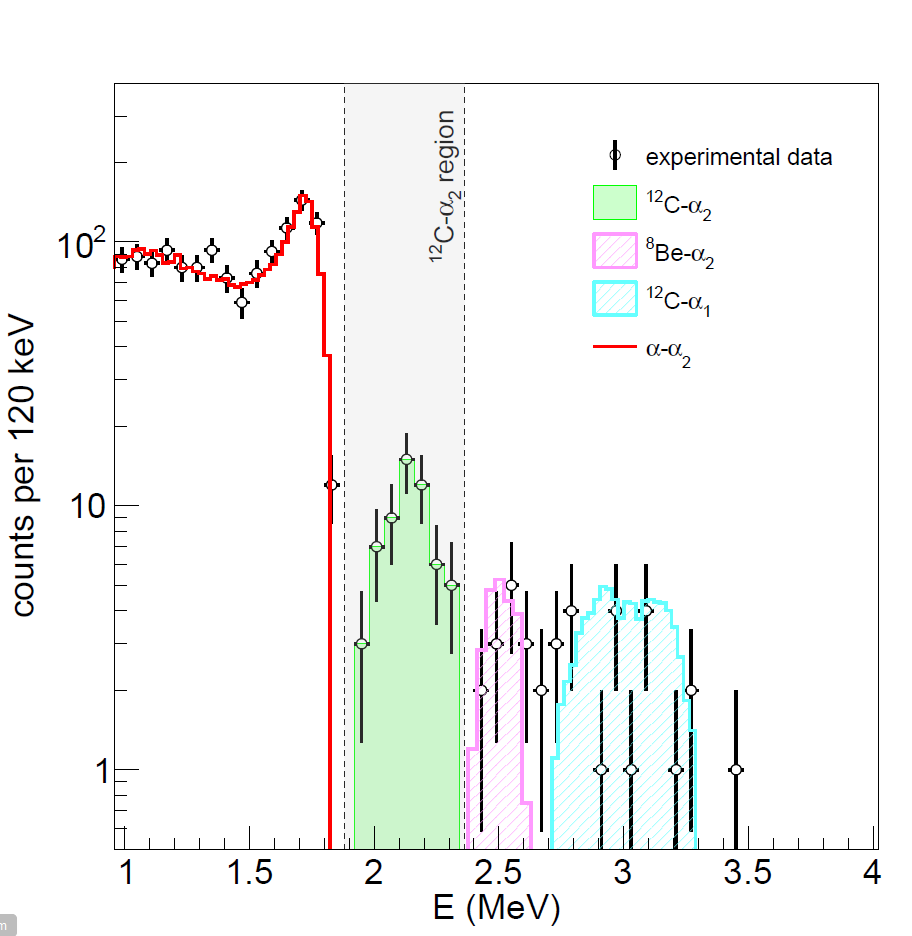 ¹²C-α₂ region
experimental data
¹²C-α₂
⁸Be-α₂
¹²C-α₁
α-α₂
counts per 120 keV
10²
10
1
1 1.5 2 2.5 3 3.5 4
E (MeV)
m